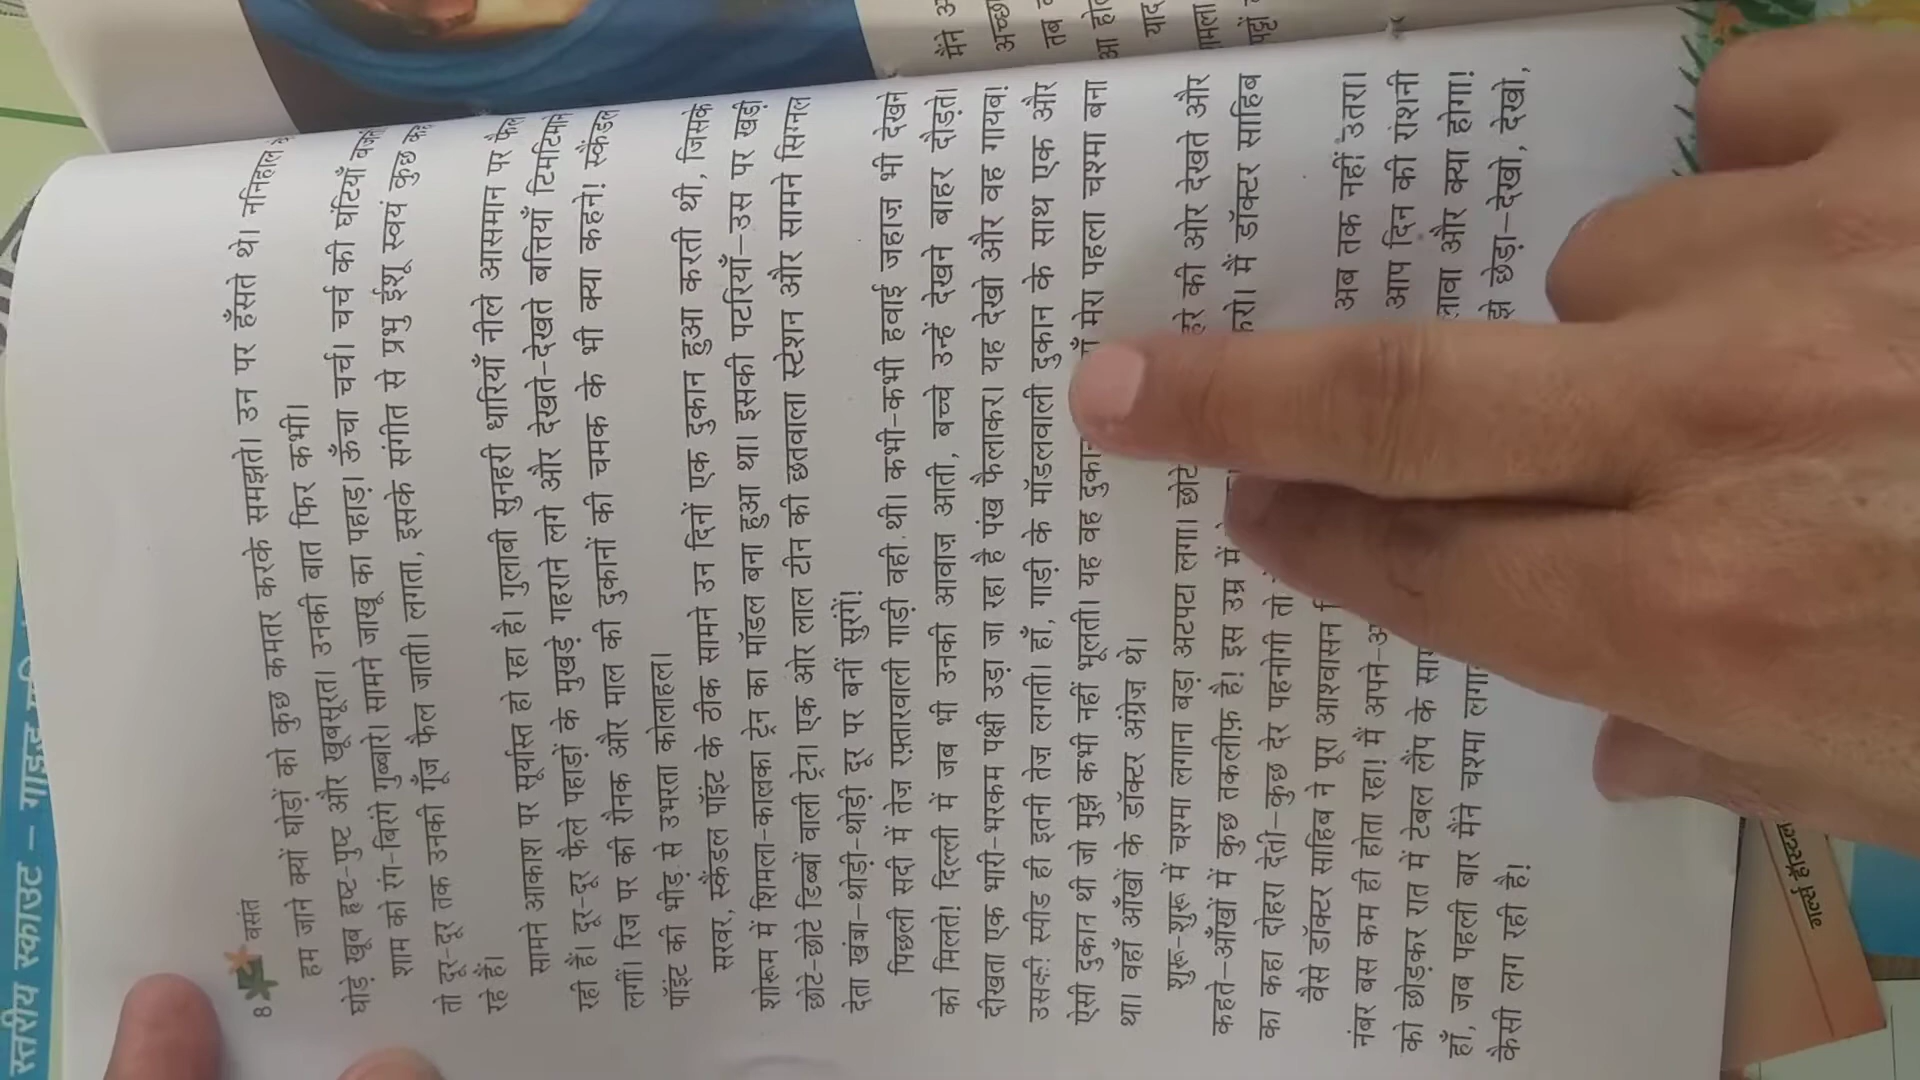 8 वसंत
हम जाने क्यों घोड़ों को कुछ कमतर करके समझते। उन पर हँसते थे। ननिहाल
घोड़े खूब हृष्ट-पुष्ट और खूबसूरत। उनकी बात फिर कभी।
शाम को रंग-बिरंगे गुब्बारे। सामने जाखू का पहाड़। ऊँचा चर्च। चर्च की घंटियाँ
तो दूर-दूर तक उनकी गूँज फैल जाती। लगता, इसके संगीत से प्रभु ईशू स्वयं कुछ
रहे हैं।
सामने आकाश पर सूर्यास्त हो रहा है। गुलाबी सुनहरी धारियाँ नीले आसमान पर
रही हैं। दूर-दूर फैले पहाड़ों के मुखड़े गहराने लगे और देखते-देखते बत्तियाँ टिमटिमाने
लगीं। रिज पर की रौनक और माल की दुकानों की चमक के भी क्या कहने! स्कैंडल
पॉइंट की भीड़ से उभरता कोलाहल।
सरवर, स्कैंडल पॉइंट के ठीक सामने उन दिनों एक दुकान हुआ करती थी, जिसके
शोरूम में शिमला-कालका ट्रेन का मॉडल बना हुआ था। इसकी पटरियाँ-उस पर खड़ी
छोटे-छोटे डिब्बों वाली ट्रेन। एक ओर लाल टीन की छतवाला स्टेशन और सामने सिग्नल
देता खंबा-थोड़ी-थोड़ी दूर पर बनीं सुरंगें!
पिछली सदी में तेज़ रफ़्तारवाली गाड़ी वही थी। कभी-कभी हवाई जहाज़ भी देखने
को मिलते! दिल्ली में जब भी उनकी आवाज़ आती, बच्चे उन्हें देखने बाहर दौड़ते।
दीखता एक भारी-भरकम पक्षी उड़ा जा रहा है पंख फैलाकर। यह देखो और वह गायब!
उसकी स्पीड ही इतनी तेज़ लगती। हाँ, गाड़ी के मॉडलवाली दुकान के साथ एक और
ऐसी दुकान थी जो मुझे कभी नहीं भूलती। यह वह दुकान मेरा पहला चश्मा बना
था। वहाँ आँखों के डॉक्टर अंग्रेज़ थे।
शुरू-शुरू में चश्मा लगाना बड़ा अटपटा लगा। छोटे की ओर देखते और
कहते-आँखों में कुछ तकलीफ़ है! इस उम्र में मैं डॉक्टर साहिब
का कहा दोहरा देती-कुछ देर पहनोगी तो
वैसे डॉक्टर साहिब ने पूरा आश्वासन अब तक नहीं उतरा।
नंबर बस कम ही होता रहा! मैं आप दिन की रोशनी
को छोड़कर रात में टेबल लैंप के और क्या होगा!
हाँ, जब पहली बार मैंने चश्मा छेड़ा-देखो, देखो,
कैसी लग रही है!
मैंने
तब
याद
स्तरीय स्काउट – गाइड
गर्ल्स हॉस्टल